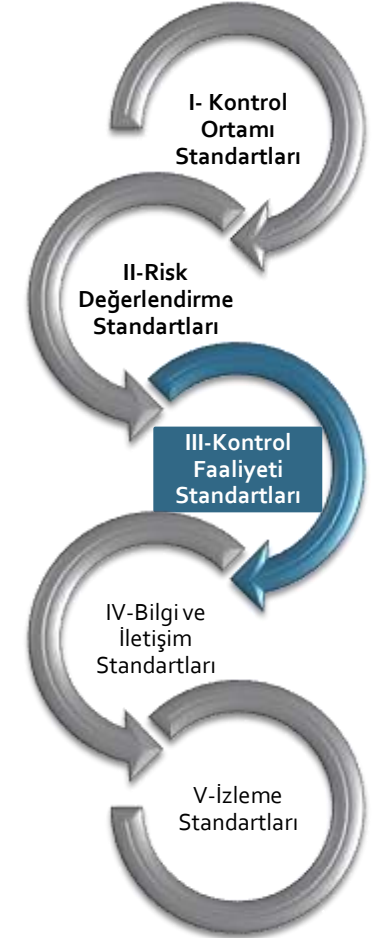 I- Kontrol
Ortamı
Standartları
II-Risk
Değerlendirme
Standartları
III-Kontrol
Faaliyeti
Standartları
IV-Bilgi ve
İletişim
Standartları
V-İzleme
Standartları